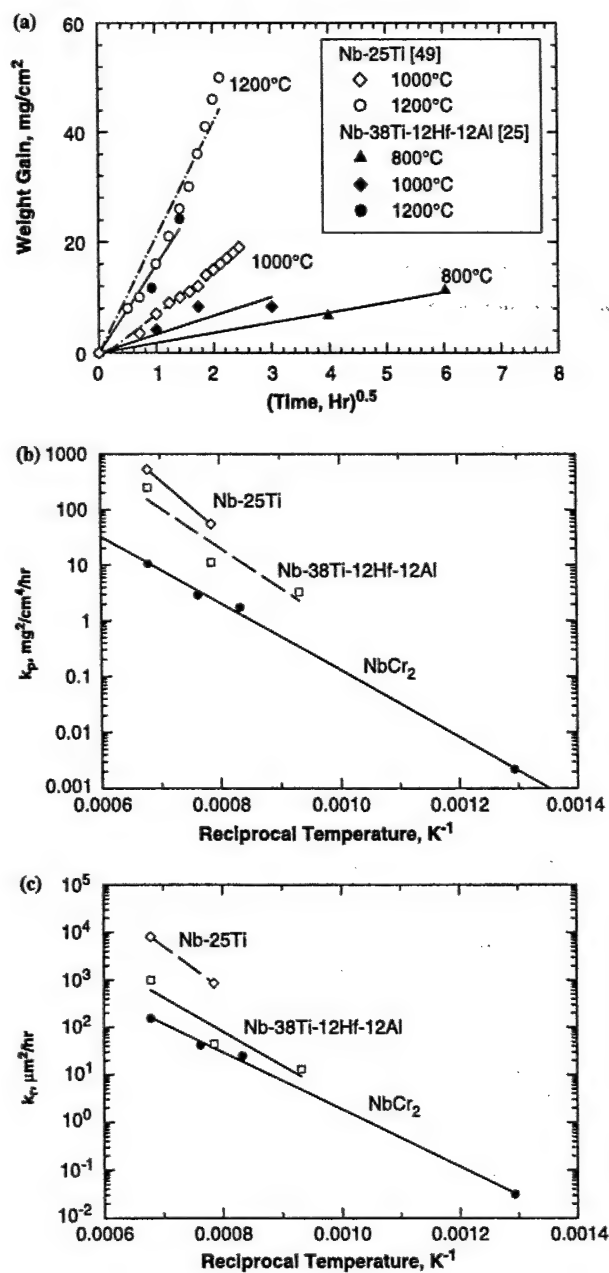 (a)
60
40
20
0
Weight Gain, mg/cm²
1200°C
1000°C
800°C
Nb-25Ti [49]
1000°C
1200°C
Nb-38Ti-12Hf-12Al [25]
800°C
1000°C
1200°C
0 1 2 3 4 5 6 7 8
(Time, Hr)^0.5
(b)
1000
100
10
1
0.1
0.01
0.001
kp, mg²/cm⁴/hr
Nb-25Ti
Nb-38Ti-12Hf-12Al
NbCr₂
0.0006 0.0008 0.0010 0.0012 0.0014
Reciprocal Temperature, K⁻¹
(c)
10⁵
10⁴
10³
10²
10¹
10⁰
10⁻¹
10⁻²
kr, μm²/hr
Nb-25Ti
Nb-38Ti-12Hf-12Al
NbCr₂
0.0006 0.0008 0.0010 0.0012 0.0014
Reciprocal Temperature, K⁻¹